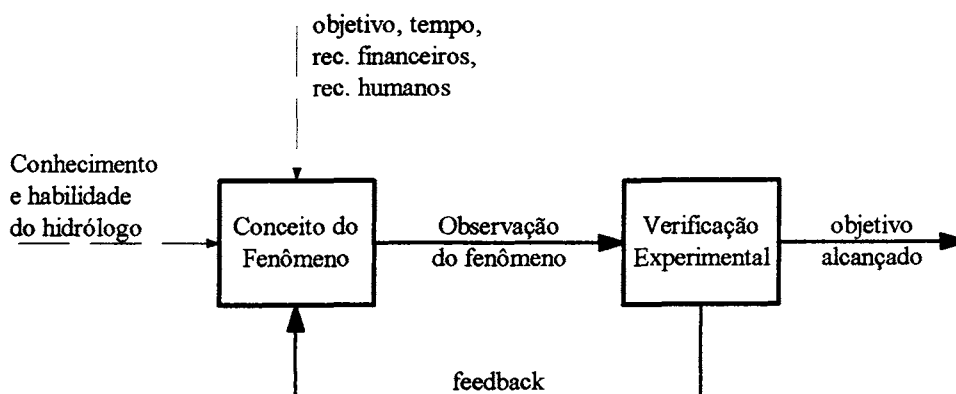 objetivo, tempo,
rec. financeiros,
rec. humanos
Conhecimento
e habilidade
do hidrólogo
Conceito do
Fenômeno
Observação
do fenômeno
Verificação
Experimental
objetivo
alcançado
feedback